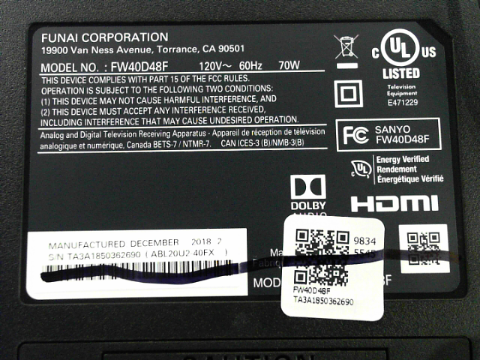 FUNAI CORPORATION
19900 Van Ness Avenue, Torrance, CA 90501
MODEL NO. : FW40D48F 120V~ 60Hz 70W
THIS DEVICE COMPLIES WITH PART 15 OF THE FCC RULES.
OPERATION IS SUBJECT TO THE FOLLOWING TWO CONDITIONS:
(1) THIS DEVICE MAY NOT CAUSE HARMFUL INTERFERENCE, AND
(2) THIS DEVICE MUST ACCEPT ANY INTERFERENCE RECEIVED,
INCLUDING INTERFERENCE THAT MAY CAUSE UNDESIRED OPERATION.
Analog and Digital Television Receiving Apparatus - Appareil de réception de télévision
analogique et numérique, Canada BETS-7 / NTMR-7, CAN ICES-3 (B)/NMB-3(B)
C UL US
LISTED
Television
Equipment
E471229
FC SANYO
FW40D48F
Energy Verified
Rendement
Énergétique Vérifié
DOLBY
AUDIO
HDMI
MANUFACTURED DECEMBER 2018 2
S/N TA3A1850362690 ( ABL20U2 40FX )
9834
FW40D48F
TA3A1850362690
CAUTION